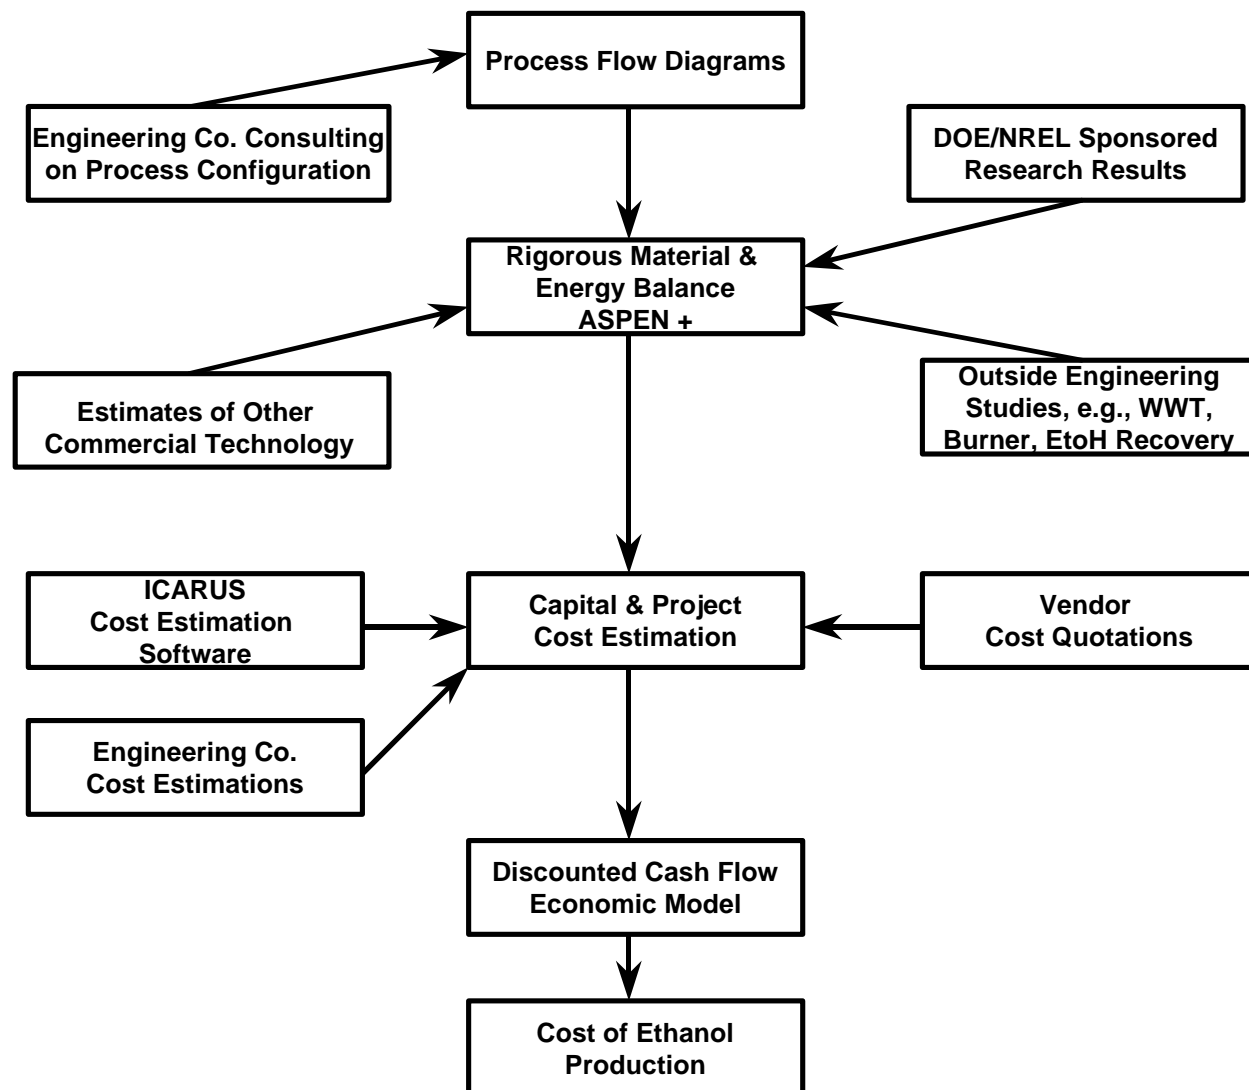 Process Flow Diagrams
Engineering Co. Consulting
on Process Configuration
DOE/NREL Sponsored
Research Results
Rigorous Material &
Energy Balance
ASPEN +
Estimates of Other
Commercial Technology
Outside Engineering
Studies, e.g., WWT,
Burner, EtoH Recovery
ICARUS
Cost Estimation
Software
Capital & Project
Cost Estimation
Vendor
Cost Quotations
Engineering Co.
Cost Estimations
Discounted Cash Flow
Economic Model
Cost of Ethanol
Production